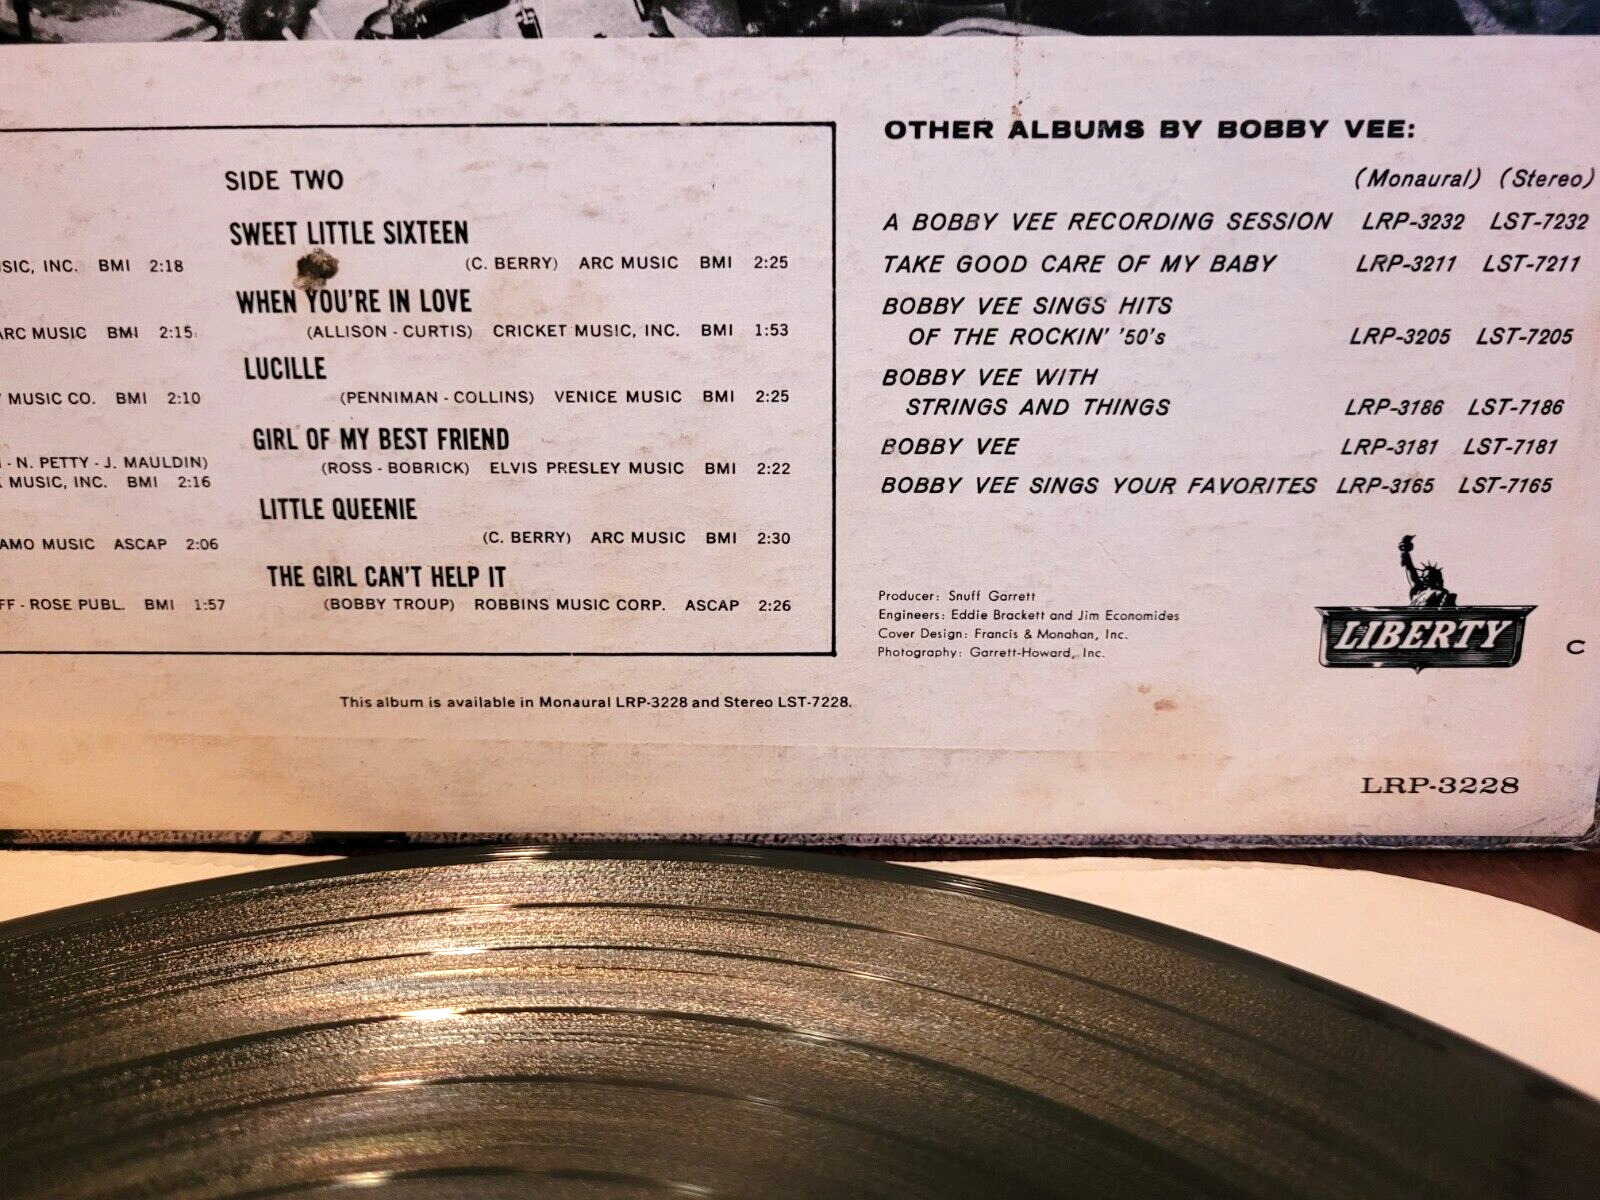 SIDE TWO
SIC, INC. BMI 2:18
ARC MUSIC BMI 2:15
MUSIC CO. BMI 2:10
- N. PETTY - J. MAULDIN)
MUSIC, INC. BMI 2:16
AMO MUSIC ASCAP 2:06
FF - ROSE PUBL. BMI 1:57
SWEET LITTLE SIXTEEN
(C. BERRY) ARC MUSIC BMI 2:25
WHEN YOU'RE IN LOVE
(ALLISON - CURTIS) CRICKET MUSIC, INC. BMI 1:53
LUCILLE
(PENNIMAN - COLLINS) VENICE MUSIC BMI 2:25
GIRL OF MY BEST FRIEND
(ROSS - BOBRICK) ELVIS PRESLEY MUSIC BMI 2:22
LITTLE QUEENIE
(C. BERRY) ARC MUSIC BMI 2:30
THE GIRL CAN'T HELP IT
(BOBBY TROUP) ROBBINS MUSIC CORP. ASCAP 2:26
This album is available in Monaural LRP-3228 and Stereo LST-7228.
OTHER ALBUMS BY BOBBY VEE:
(Monaural) (Stereo)
A BOBBY VEE RECORDING SESSION LRP-3232 LST-7232
TAKE GOOD CARE OF MY BABY LRP-3211 LST-7211
BOBBY VEE SINGS HITS
OF THE ROCKIN' '50's LRP-3205 LST-7205
BOBBY VEE WITH
STRINGS AND THINGS LRP-3186 LST-7186
BOBBY VEE LRP-3181 LST-7181
BOBBY VEE SINGS YOUR FAVORITES LRP-3165 LST-7165
Producer: Snuff Garrett
Engineers: Eddie Brackett and Jim Economides
Cover Design: Francis & Monahan, Inc.
Photography: Garrett-Howard, Inc.
LIBERTY
C
LRP-3228